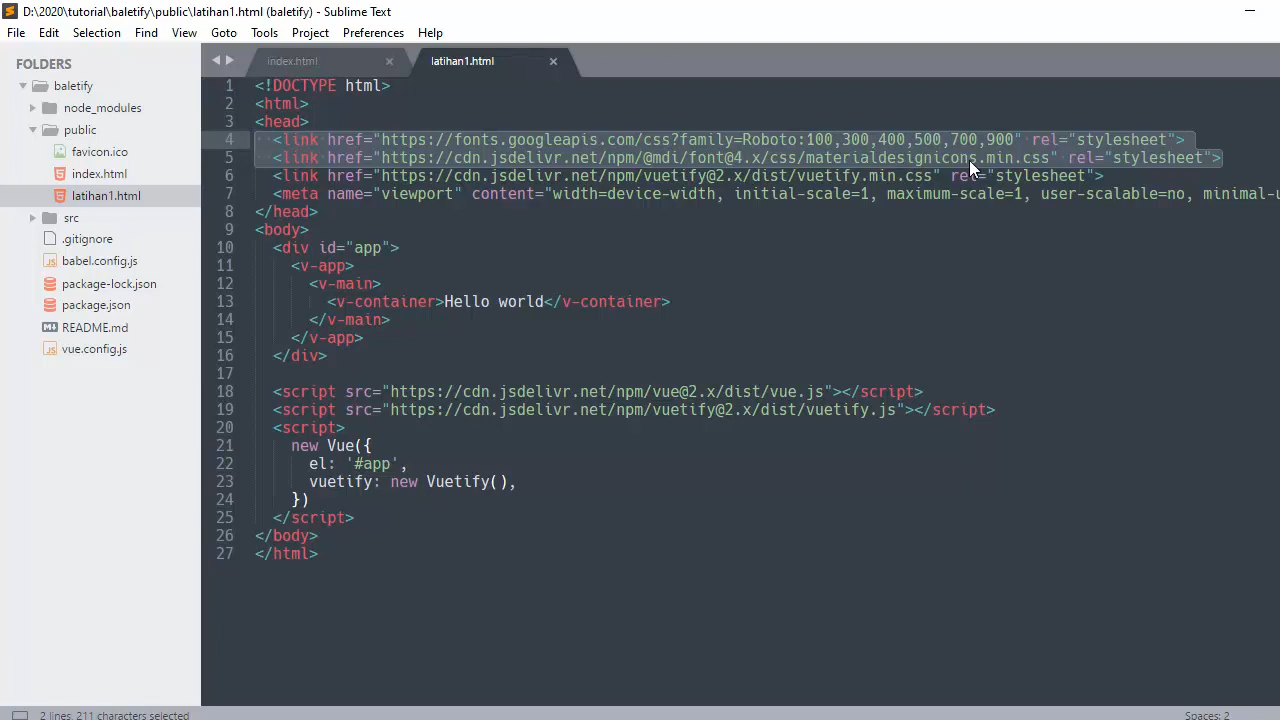 D:\2020\tutorial\baletify\public\latihan1.html (baletify) - Sublime Text
File Edit Selection Find View Goto Tools Project Preferences Help
FOLDERS
baletify
node_modules
public
favicon.ico
index.html
latihan1.html
src
.gitignore
babel.config.js
package-lock.json
package.json
README.md
vue.config.js
index.html
latihan1.html
1 <!DOCTYPE html>
2 <html>
3 <head>
4 <link href="https://fonts.googleapis.com/css?family=Roboto:100,300,400,500,700,900" rel="stylesheet">
5 <link href="https://cdn.jsdelivr.net/npm/@mdi/font@4.x/css/materialdesignicons.min.css" rel="stylesheet">
6 <link href="https://cdn.jsdelivr.net/npm/vuetify@2.x/dist/vuetify.min.css" rel="stylesheet">
7 <meta name="viewport" content="width=device-width, initial-scale=1, maximum-scale=1, user-scalable=no, minimal-u
8 </head>
9 <body>
10 <div id="app">
11 <v-app>
12 <v-main>
13 <v-container>Hello world</v-container>
14 </v-main>
15 </v-app>
16 </div>
17
18 <script src="https://cdn.jsdelivr.net/npm/vue@2.x/dist/vue.js"></script>
19 <script src="https://cdn.jsdelivr.net/npm/vuetify@2.x/dist/vuetify.js"></script>
20 <script>
21 new Vue({
22 el: '#app',
23 vuetify: new Vuetify(),
24 })
25 </script>
26 </body>
27 </html>
2 lines, 211 characters selected
Spaces: 2